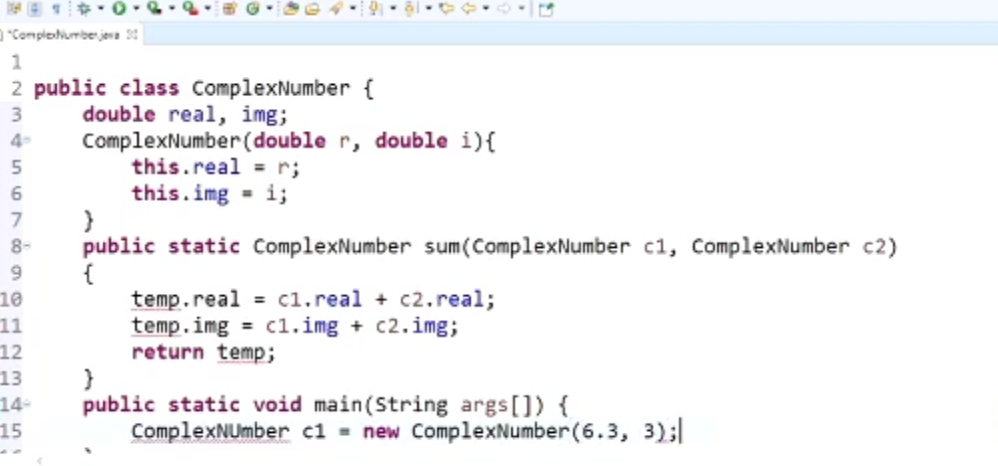 *ComplexNumber.java
1
2 public class ComplexNumber {
3 double real, img;
4 ComplexNumber(double r, double i){
5 this.real = r;
6 this.img = i;
7 }
8 public static ComplexNumber sum(ComplexNumber c1, ComplexNumber c2)
9 {
10 temp.real = c1.real + c2.real;
11 temp.img = c1.img + c2.img;
12 return temp;
13 }
14 public static void main(String args[]) {
15 ComplexNUmber c1 = new ComplexNumber(6.3, 3);